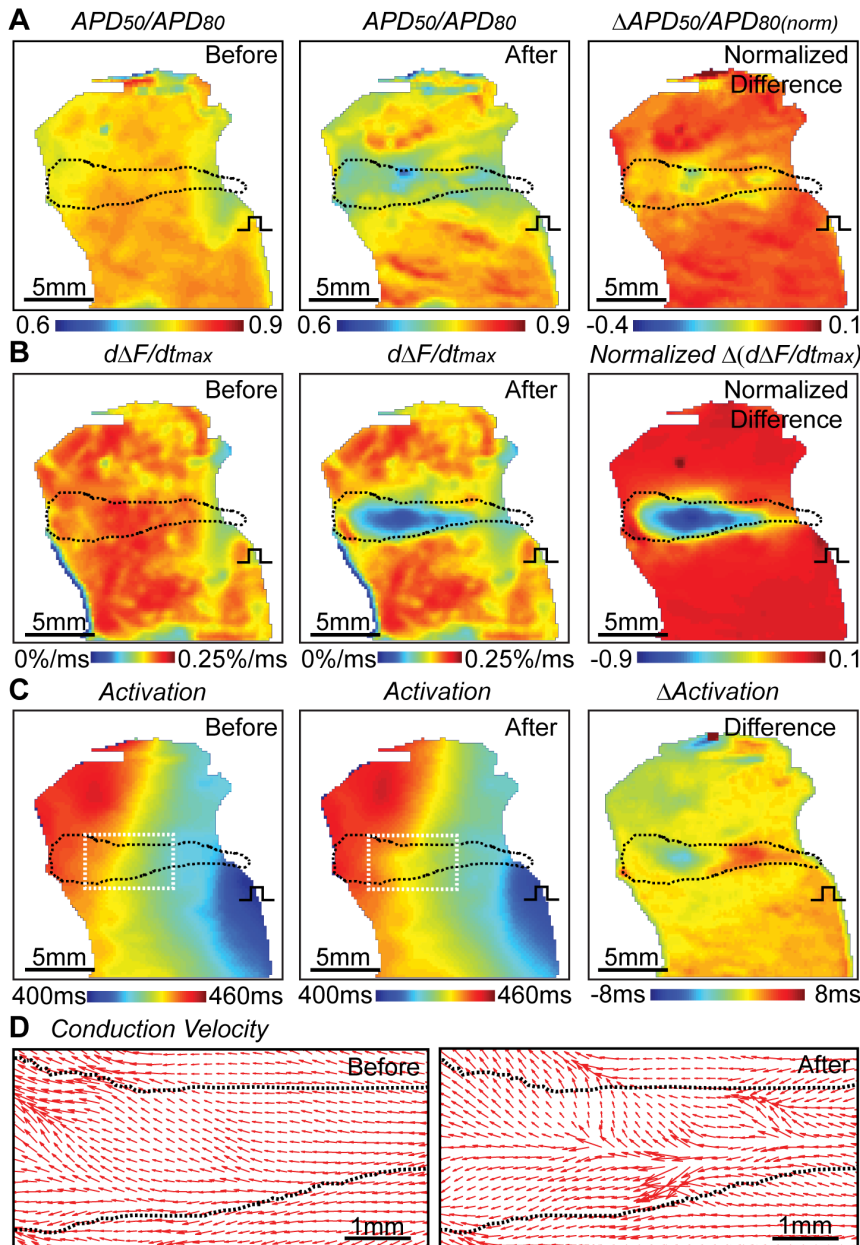 A APD50/APD80 APD50/APD80 ΔAPD50/APD80(norm)
Before After Normalized
Difference
5mm 5mm 5mm
0.6 0.9 0.6 0.9 -0.4 0.1
B dΔF/dtmax dΔF/dtmax Normalized Δ(dΔF/dtmax)
Before After Normalized
Difference
5mm 5mm 5mm
0%/ms 0.25%/ms 0%/ms 0.25%/ms -0.9 0.1
C Activation Activation ΔActivation
Before After Difference
5mm 5mm 5mm
400ms 460ms 400ms 460ms -8ms 8ms
D Conduction Velocity
Before After
1mm 1mm